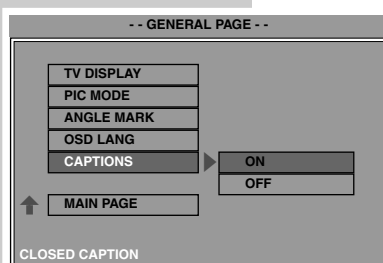 - - GENERAL PAGE - -
TV DISPLAY
PIC MODE
ANGLE MARK
OSD LANG
CAPTIONS
ON
OFF
MAIN PAGE
CLOSED CAPTION